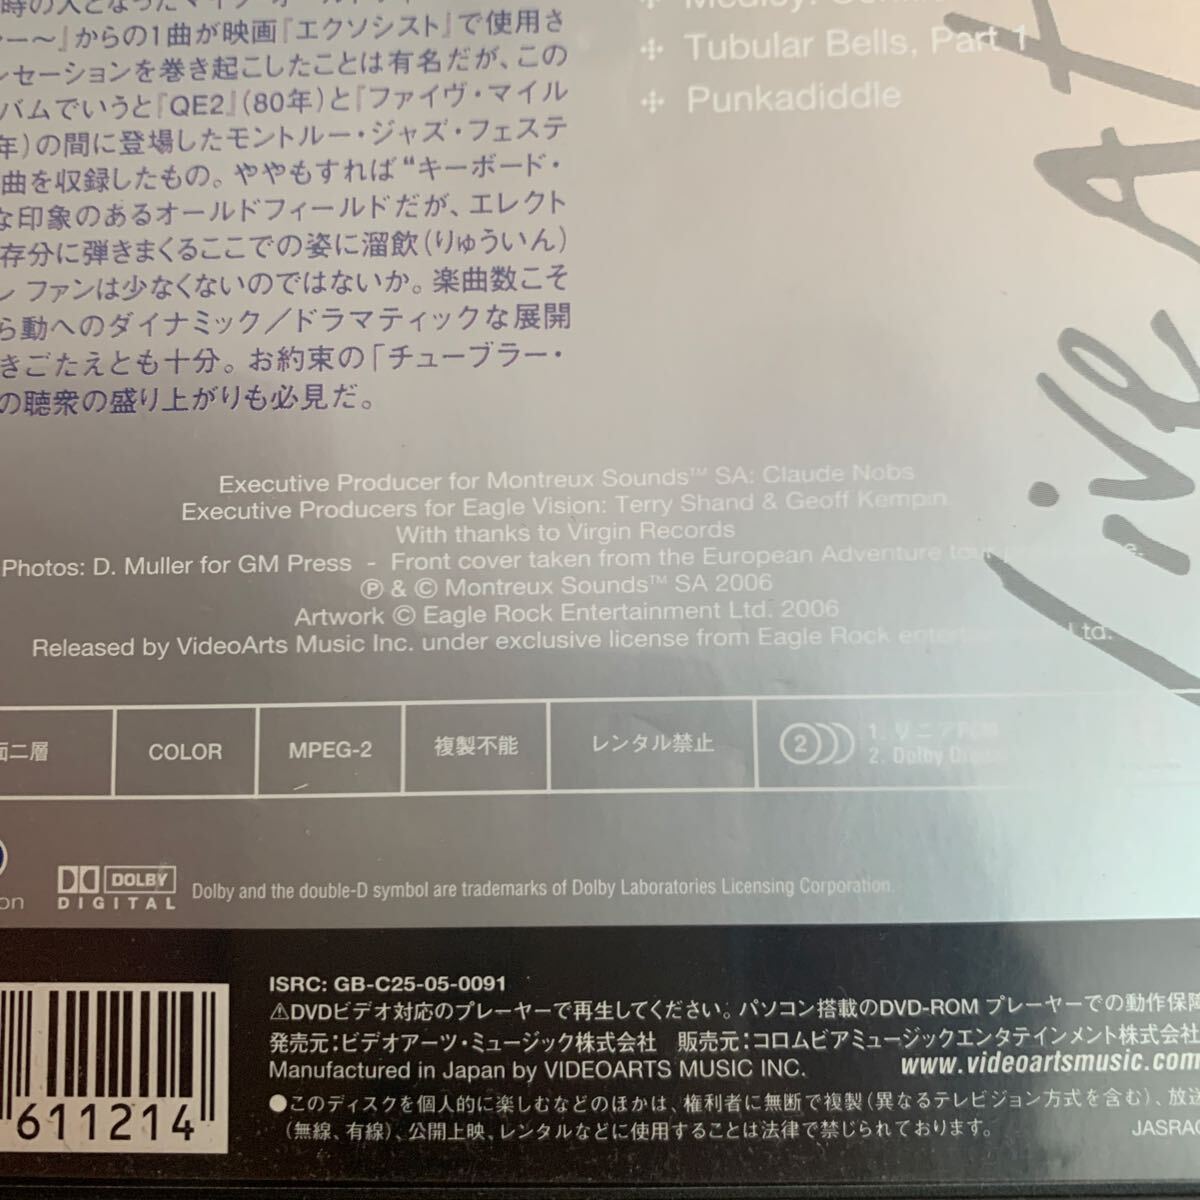 時の人となったマイク・オールドフィ
ャー〜』からの1曲が映画『エクソシスト』で使用さ
ンセーションを巻き起こしたことは有名だが、この
バムでいうと『QE2』(80年)と『ファイヴ・マイル
年)の間に登場したモントルー・ジャズ・フェステ
曲を収録したもの。ややもすれば“キーボード・
な印象のあるオールドフィールドだが、エレクト
存分に弾きまくるここでの姿に溜飲(りゅういん)
ファンは少なくないのではないか。楽曲数こそ
ら動へのダイナミック／ドラマティックな展開
きごたえとも十分。お約束の「チューブラー・
の聴衆の盛り上がりも必見だ。
Medley:
Tubular Bells, Part 1
Punkadiddle
Live At
Executive Producer for Montreux Sounds™ SA: Claude Nobs
Executive Producers for Eagle Vision: Terry Shand & Geoff Kempin
With thanks to Virgin Records
Photos: D. Muller for GM Press - Front cover taken from the European Adventure tour
Ⓟ & © Montreux Sounds™ SA 2006
Artwork © Eagle Rock Entertainment Ltd. 2006
Released by VideoArts Music Inc. under exclusive license from Eagle Rock entertainment Ltd.
面二層
COLOR
MPEG-2
複製不能
レンタル禁止
2
1. リニアPCM
2. Dolby Digital
on
DOLBY
DIGITAL
Dolby and the double-D symbol are trademarks of Dolby Laboratories Licensing Corporation.
ISRC: GB-C25-05-0091
⚠DVDビデオ対応のプレーヤーで再生してください。パソコン搭載のDVD-ROM プレーヤーでの動作保障
発売元:ビデオアーツ・ミュージック株式会社 販売元:コロムビアミュージックエンタテインメント株式会社
Manufactured in Japan by VIDEOARTS MUSIC INC.
www.videoartsmusic.com
●このディスクを個人的に楽しむなどのほかは、権利者に無断で複製(異なるテレビジョン方式を含む)、放送
(無線、有線)、公開上映、レンタルなどに使用することは法律で禁じられております。
JASRAC
611214